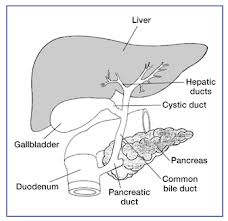 Liver
Hepatic
ducts
Cystic duct
Gallbladder
Pancreas
Duodenum
Common
bile duct
Pancreatic
duct